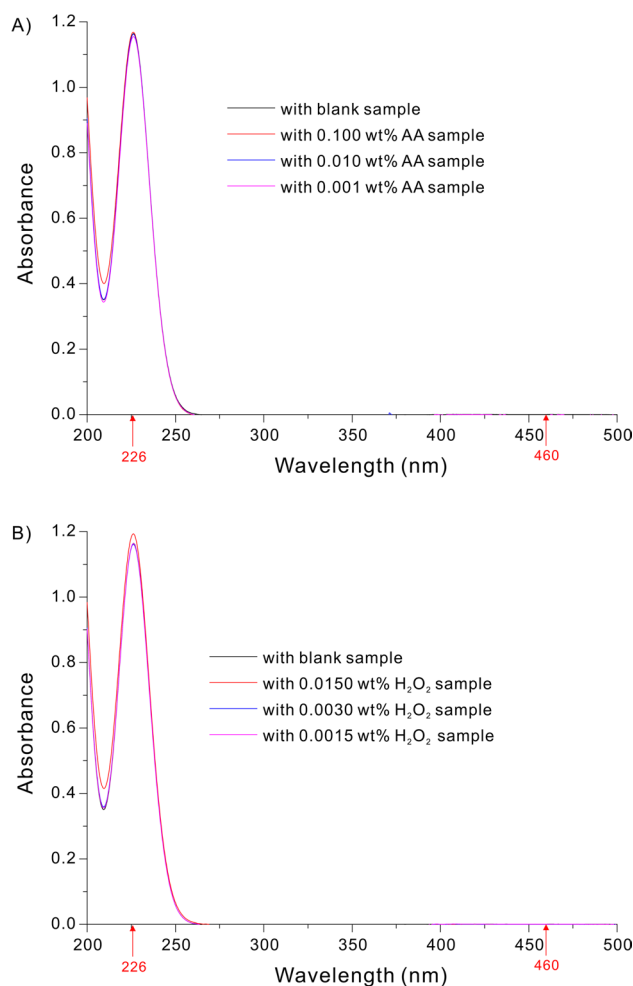 A)
1.2
1.0
0.8
0.6
0.4
0.2
0.0
Absorbance
with blank sample
with 0.100 wt% AA sample
with 0.010 wt% AA sample
with 0.001 wt% AA sample
200 250 300 350 400 450 500
226 460
Wavelength (nm)
B)
1.2
1.0
0.8
0.6
0.4
0.2
0.0
Absorbance
with blank sample
with 0.0150 wt% H₂O₂ sample
with 0.0030 wt% H₂O₂ sample
with 0.0015 wt% H₂O₂ sample
200 250 300 350 400 450 500
226 460
Wavelength (nm)